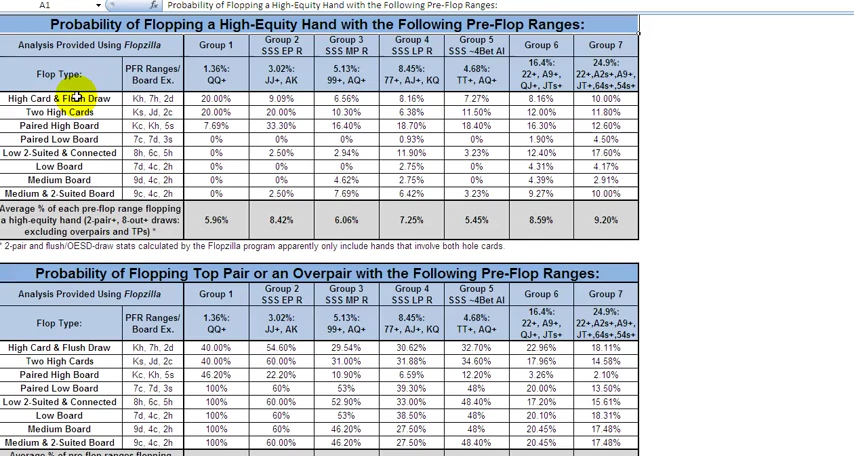 A1 fx Probability of Flopping a High-Equity Hand with the Following Pre-Flop Ranges:
Probability of Flopping a High-Equity Hand with the Following Pre-Flop Ranges:
Analysis Provided Using Flopzilla Group 1 Group 2 SSS EP R Group 3 SSS MP R Group 4 SSS LP R Group 5 SSS ~4Bet AI Group 6 Group 7
Flop Type: PFR Ranges/ Board Ex. 1.36%: QQ+ 3.02%: JJ+, AK 5.13%: 99+, AQ+ 8.45%: 77+, AJ+, KQ 4.68%: TT+, AQ+ 16.4%: 22+, A9+, QJ+, JTs+ 24.9%: 22+,A2s+,A9+, JT+,64s+,54s+
High Card & Flush Draw Kh, 7h, 2d 20.00% 9.09% 6.56% 8.16% 7.27% 8.16% 10.00%
Two High Cards Ks, Jd, 2c 20.00% 20.00% 10.30% 6.38% 11.50% 12.00% 11.80%
Paired High Board Kc, Kh, 5s 7.69% 33.30% 16.40% 18.70% 18.40% 16.30% 12.60%
Paired Low Board 7c, 7d, 3s 0% 0% 0% 0.93% 0% 1.90% 4.50%
Low 2-Suited & Connected 8h, 6c, 5h 0% 2.50% 2.94% 11.90% 3.23% 12.40% 17.60%
Low Board 7d, 4c, 2h 0% 0% 0% 2.75% 0% 4.31% 4.17%
Medium Board 9d, 4c, 2h 0% 0% 4.62% 2.75% 0% 4.39% 2.91%
Medium & 2-Suited Board 9c, 4c, 2h 0% 2.50% 7.69% 6.42% 3.23% 9.27% 10.00%
Average % of each pre-flop range flopping a high-equity hand (2-pair+, 8-out+ draws: excluding overpairs and TPs) * 5.96% 8.42% 6.06% 7.25% 5.45% 8.59% 9.20%
* 2-pair and flush/OESD-draw stats calculated by the Flopzilla program apparently only include hands that involve both hole cards.
Probability of Flopping Top Pair or an Overpair with the Following Pre-Flop Ranges:
Analysis Provided Using Flopzilla Group 1 Group 2 SSS EP R Group 3 SSS MP R Group 4 SSS LP R Group 5 SSS ~4Bet AI Group 6 Group 7
Flop Type: PFR Ranges/ Board Ex. 1.36%: QQ+ 3.02%: JJ+, AK 5.13%: 99+, AQ+ 8.45%: 77+, AJ+, KQ 4.68%: TT+, AQ+ 16.4%: 22+, A9+, QJ+, JTs+ 24.9%: 22+,A2s+,A9+, JT+,64s+,54s+
High Card & Flush Draw Kh, 7h, 2d 40.00% 54.60% 29.54% 30.62% 32.70% 22.96% 18.11%
Two High Cards Ks, Jd, 2c 40.00% 60.00% 31.00% 31.88% 34.60% 17.96% 14.58%
Paired High Board Kc, Kh, 5s 46.20% 22.20% 10.90% 6.59% 12.20% 3.26% 2.10%
Paired Low Board 7c, 7d, 3s 100% 60% 53% 39.30% 48% 20.00% 13.50%
Low 2-Suited & Connected 8h, 6c, 5h 100% 60.00% 52.90% 33.00% 48.40% 17.20% 15.61%
Low Board 7d, 4c, 2h 100% 60% 53% 38.50% 48% 20.10% 18.31%
Medium Board 9d, 4c, 2h 100% 60% 46.20% 27.50% 48% 20.45% 17.48%
Medium & 2-Suited Board 9c, 4c, 2h 100% 60.00% 46.20% 27.50% 48.40% 20.45% 17.48%
Average % of pre-flop ranges flopping